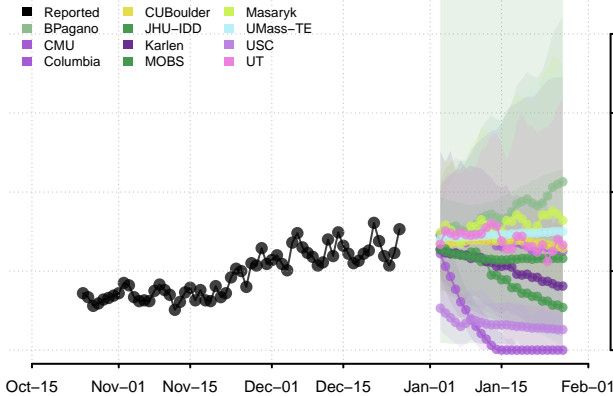 Reported CUBoulder Masaryk
BPagano JHU−IDD UMass−TE
CMU Karlen USC
Columbia MOBS UT
Oct−15 Nov−01 Nov−15 Dec−01 Dec−15 Jan−01 Jan−15 Feb−01